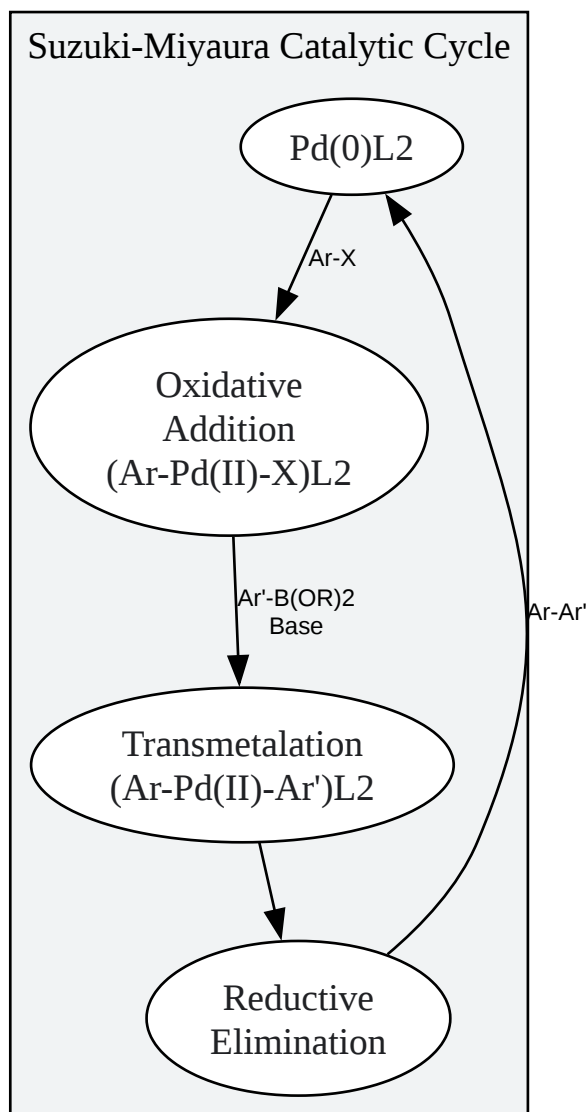 Suzuki-Miyaura Catalytic Cycle
Pd(0)L2
Ar-X
Oxidative
Addition
(Ar-Pd(II)-X)L2
Ar'-B(OR)2
Base
Ar-Ar'
Transmetalation
(Ar-Pd(II)-Ar')L2
Reductive
Elimination